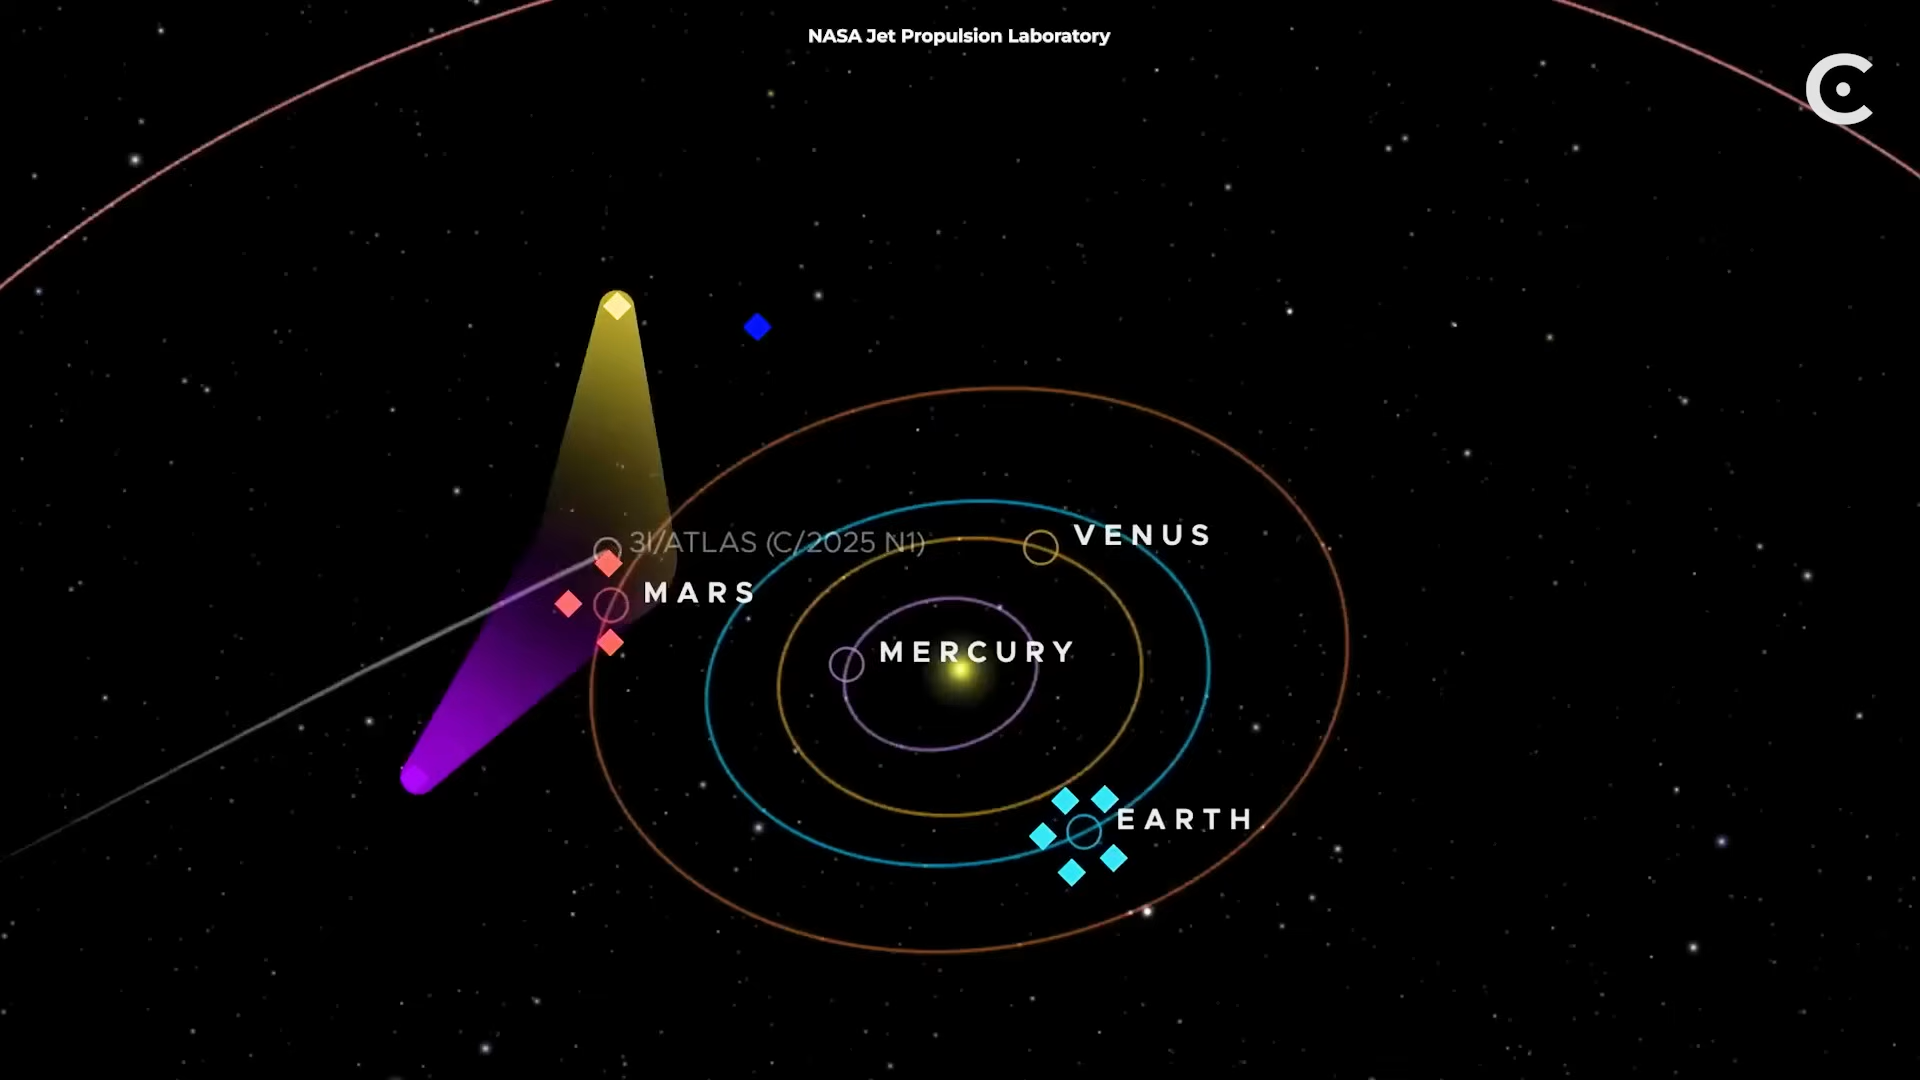 NASA Jet Propulsion Laboratory
VENUS
3I/ATLAS (C/2025 N1)
MARS
MERCURY
EARTH